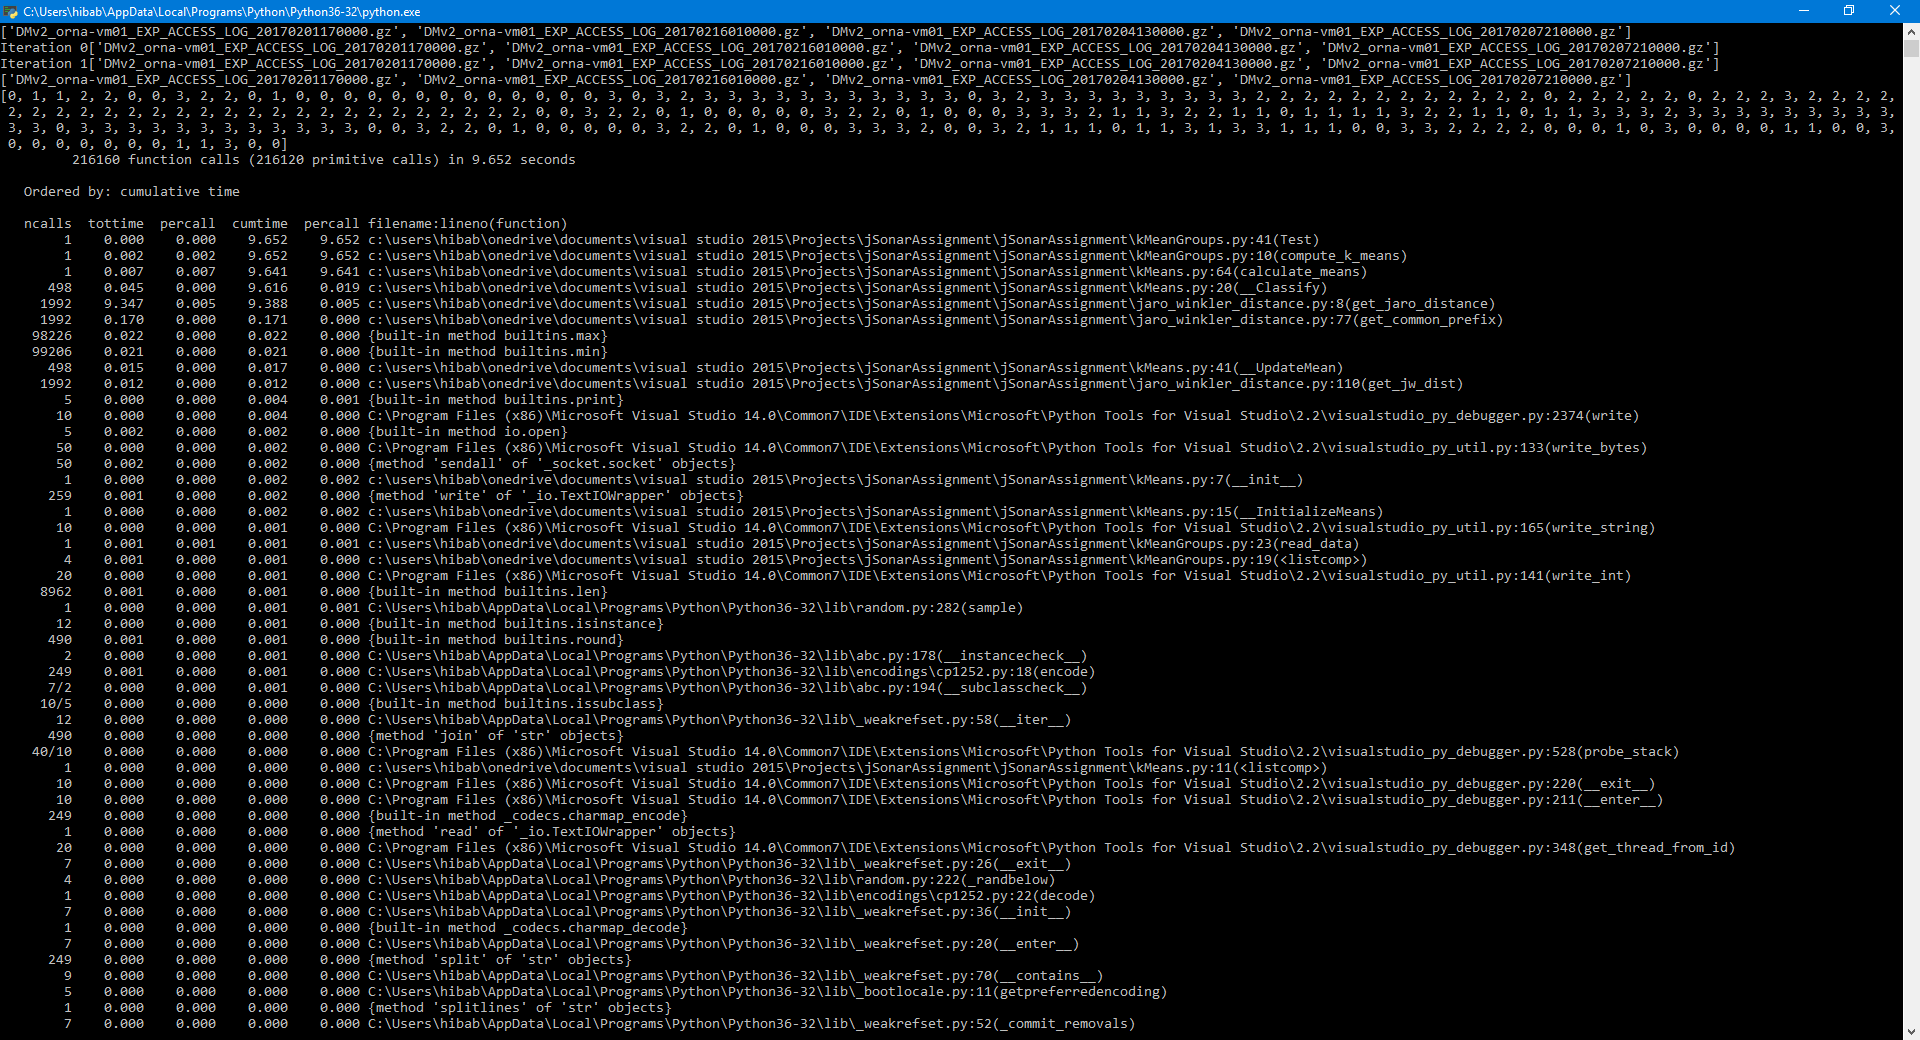 C:\Users\hibab\AppData\Local\Programs\Python\Python36-32\python.exe
['DMv2_orna-vm01_EXP_ACCESS_LOG_20170201170000.gz', 'DMv2_orna-vm01_EXP_ACCESS_LOG_20170216010000.gz', 'DMv2_orna-vm01_EXP_ACCESS_LOG_20170204130000.gz', 'DMv2_orna-vm01_EXP_ACCESS_LOG_20170207210000.gz']
Iteration 0['DMv2_orna-vm01_EXP_ACCESS_LOG_20170201170000.gz', 'DMv2_orna-vm01_EXP_ACCESS_LOG_20170216010000.gz', 'DMv2_orna-vm01_EXP_ACCESS_LOG_20170204130000.gz', 'DMv2_orna-vm01_EXP_ACCESS_LOG_20170207210000.gz']
Iteration 1['DMv2_orna-vm01_EXP_ACCESS_LOG_20170201170000.gz', 'DMv2_orna-vm01_EXP_ACCESS_LOG_20170216010000.gz', 'DMv2_orna-vm01_EXP_ACCESS_LOG_20170204130000.gz', 'DMv2_orna-vm01_EXP_ACCESS_LOG_20170207210000.gz']
['DMv2_orna-vm01_EXP_ACCESS_LOG_20170201170000.gz', 'DMv2_orna-vm01_EXP_ACCESS_LOG_20170216010000.gz', 'DMv2_orna-vm01_EXP_ACCESS_LOG_20170204130000.gz', 'DMv2_orna-vm01_EXP_ACCESS_LOG_20170207210000.gz']
[0, 1, 1, 2, 2, 0, 0, 3, 2, 2, 0, 1, 0, 0, 0, 0, 0, 0, 0, 0, 0, 0, 0, 0, 0, 3, 0, 3, 2, 3, 3, 3, 3, 3, 3, 3, 3, 3, 3, 3, 0, 3, 2, 3, 3, 3, 3, 3, 3, 3, 3, 3, 2, 2, 2, 2, 2, 2, 2, 2, 2, 2, 2, 2, 0, 2, 2, 2, 2, 2, 0, 2, 2, 2, 3, 2, 2, 2, 2,
2, 2, 2, 2, 2, 2, 2, 2, 2, 2, 2, 2, 2, 2, 2, 2, 2, 2, 2, 2, 2, 2, 0, 0, 3, 2, 2, 0, 1, 0, 0, 0, 0, 0, 3, 2, 2, 0, 1, 0, 0, 0, 3, 3, 2, 1, 1, 3, 2, 2, 1, 1, 0, 1, 1, 1, 1, 3, 2, 2, 1, 1, 0, 1, 1, 3, 1, 1, 3, 3, 3, 3
3, 3, 0, 3, 3, 3, 3, 3, 3, 3, 3, 3, 3, 3, 3, 0, 0, 3, 2, 2, 0, 1, 0, 0, 0, 0, 0, 3, 2, 2, 0, 1, 0, 0, 0, 3, 3, 3, 2, 0, 0, 3, 2, 1, 1, 1, 0, 1, 1, 3, 1, 3, 3, 1, 1, 1, 0, 0, 3, 3, 2, 2, 2, 2, 0, 0, 0, 1, 0, 3, 0, 0, 0, 0, 1, 1, 0, 0, 3,
0, 0, 0, 0, 0, 0, 0, 1, 1, 3, 0, 0]
216160 function calls (216120 primitive calls) in 9.652 seconds
Ordered by: cumulative time
ncalls tottime percall cumtime percall filename:lineno(function)
1 0.000 0.000 9.652 9.652 c:\users\hibab\onedrive\documents\visual studio 2015\Projects\jSonarAssignment\jSonarAssignment\kMeanGroups.py:41(Test)
1 0.002 0.002 9.652 9.652 c:\users\hibab\onedrive\documents\visual studio 2015\Projects\jSonarAssignment\jSonarAssignment\kMeanGroups.py:10(compute_k_means)
1 0.007 0.007 9.641 9.641 c:\users\hibab\onedrive\documents\visual studio 2015\Projects\jSonarAssignment\jSonarAssignment\kMeans.py:64(calculate_means)
498 0.045 0.000 9.616 0.019 c:\users\hibab\onedrive\documents\visual studio 2015\Projects\jSonarAssignment\jSonarAssignment\kMeans.py:20(__Classify)
1992 9.347 0.005 9.388 0.005 c:\users\hibab\onedrive\documents\visual studio 2015\Projects\jSonarAssignment\jSonarAssignment\jaro_winkler_distance.py:8(get_jaro_distance)
1992 0.170 0.000 0.171 0.000 c:\users\hibab\onedrive\documents\visual studio 2015\Projects\jSonarAssignment\jSonarAssignment\jaro_winkler_distance.py:77(get_common_prefix)
98226 0.022 0.000 0.022 0.000 {built-in method builtins.max}
99206 0.021 0.000 0.021 0.000 {built-in method builtins.min}
498 0.015 0.000 0.017 0.000 c:\users\hibab\onedrive\documents\visual studio 2015\Projects\jSonarAssignment\jSonarAssignment\kMeans.py:41(__UpdateMean)
1992 0.012 0.000 0.012 0.000 c:\users\hibab\onedrive\documents\visual studio 2015\Projects\jSonarAssignment\jSonarAssignment\jaro_winkler_distance.py:110(get_jw_dist)
5 0.000 0.000 0.004 0.001 {built-in method builtins.print}
10 0.000 0.000 0.004 0.000 C:\Program Files (x86)\Microsoft Visual Studio 14.0\Common7\IDE\Extensions\Microsoft\Python Tools for Visual Studio\2.2\visualstudio_py_debugger.py:2374(write)
5 0.002 0.000 0.002 0.000 {built-in method io.open}
50 0.000 0.000 0.002 0.000 C:\Program Files (x86)\Microsoft Visual Studio 14.0\Common7\IDE\Extensions\Microsoft\Python Tools for Visual Studio\2.2\visualstudio_py_util.py:133(write_bytes)
50 0.002 0.000 0.002 0.000 {method 'sendall' of '_socket.socket' objects}
1 0.000 0.000 0.002 0.002 c:\users\hibab\onedrive\documents\visual studio 2015\Projects\jSonarAssignment\jSonarAssignment\kMeans.py:7(__init__)
259 0.001 0.000 0.002 0.000 {method 'write' of '_io.TextIOWrapper' objects}
1 0.000 0.000 0.002 0.002 c:\users\hibab\onedrive\documents\visual studio 2015\Projects\jSonarAssignment\jSonarAssignment\kMeans.py:15(__InitializeMeans)
10 0.000 0.000 0.001 0.000 C:\Program Files (x86)\Microsoft Visual Studio 14.0\Common7\IDE\Extensions\Microsoft\Python Tools for Visual Studio\2.2\visualstudio_py_util.py:165(write_string)
1 0.001 0.001 0.001 0.001 c:\users\hibab\onedrive\documents\visual studio 2015\Projects\jSonarAssignment\jSonarAssignment\kMeanGroups.py:23(read_data)
4 0.001 0.000 0.001 0.000 c:\users\hibab\onedrive\documents\visual studio 2015\Projects\jSonarAssignment\jSonarAssignment\kMeanGroups.py:19(<listcomp>)
20 0.000 0.000 0.001 0.000 C:\Program Files (x86)\Microsoft Visual Studio 14.0\Common7\IDE\Extensions\Microsoft\Python Tools for Visual Studio\2.2\visualstudio_py_util.py:141(write_int)
8962 0.001 0.000 0.001 0.000 {built-in method builtins.len}
1 0.000 0.000 0.001 0.001 C:\Users\hibab\AppData\Local\Programs\Python\Python36-32\lib\random.py:282(sample)
12 0.000 0.000 0.001 0.000 {built-in method builtins.isinstance}
490 0.001 0.000 0.001 0.000 {built-in method builtins.round}
2 0.000 0.000 0.001 0.000 C:\Users\hibab\AppData\Local\Programs\Python\Python36-32\lib\abc.py:178(__instancecheck__)
249 0.001 0.000 0.001 0.000 C:\Users\hibab\AppData\Local\Programs\Python\Python36-32\lib\encodings\cp1252.py:18(encode)
7/2 0.000 0.000 0.001 0.000 C:\Users\hibab\AppData\Local\Programs\Python\Python36-32\lib\abc.py:194(__subclasscheck__)
10/5 0.000 0.000 0.000 0.000 {built-in method builtins.issubclass}
12 0.000 0.000 0.000 0.000 C:\Users\hibab\AppData\Local\Programs\Python\Python36-32\lib\_weakrefset.py:58(__iter__)
490 0.000 0.000 0.000 0.000 {method 'join' of 'str' objects}
40/10 0.000 0.000 0.000 0.000 C:\Program Files (x86)\Microsoft Visual Studio 14.0\Common7\IDE\Extensions\Microsoft\Python Tools for Visual Studio\2.2\visualstudio_py_debugger.py:528(probe_stack)
1 0.000 0.000 0.000 0.000 c:\users\hibab\onedrive\documents\visual studio 2015\Projects\jSonarAssignment\jSonarAssignment\kMeans.py:11(<listcomp>)
10 0.000 0.000 0.000 0.000 C:\Program Files (x86)\Microsoft Visual Studio 14.0\Common7\IDE\Extensions\Microsoft\Python Tools for Visual Studio\2.2\visualstudio_py_debugger.py:220(__exit__)
10 0.000 0.000 0.000 0.000 C:\Program Files (x86)\Microsoft Visual Studio 14.0\Common7\IDE\Extensions\Microsoft\Python Tools for Visual Studio\2.2\visualstudio_py_debugger.py:211(__enter__)
249 0.000 0.000 0.000 0.000 {built-in method _codecs.charmap_encode}
1 0.000 0.000 0.000 0.000 {method 'read' of '_io.TextIOWrapper' objects}
20 0.000 0.000 0.000 0.000 C:\Program Files (x86)\Microsoft Visual Studio 14.0\Common7\IDE\Extensions\Microsoft\Python Tools for Visual Studio\2.2\visualstudio_py_debugger.py:348(get_thread_from_id)
7 0.000 0.000 0.000 0.000 C:\Users\hibab\AppData\Local\Programs\Python\Python36-32\lib\_weakrefset.py:26(__exit__)
4 0.000 0.000 0.000 0.000 C:\Users\hibab\AppData\Local\Programs\Python\Python36-32\lib\random.py:222(_randbelow)
1 0.000 0.000 0.000 0.000 C:\Users\hibab\AppData\Local\Programs\Python\Python36-32\lib\encodings\cp1252.py:22(decode)
7 0.000 0.000 0.000 0.000 C:\Users\hibab\AppData\Local\Programs\Python\Python36-32\lib\_weakrefset.py:36(__init__)
1 0.000 0.000 0.000 0.000 {built-in method _codecs.charmap_decode}
7 0.000 0.000 0.000 0.000 C:\Users\hibab\AppData\Local\Programs\Python\Python36-32\lib\_weakrefset.py:20(__enter__)
249 0.000 0.000 0.000 0.000 {method 'split' of 'str' objects}
9 0.000 0.000 0.000 0.000 C:\Users\hibab\AppData\Local\Programs\Python\Python36-32\lib\_weakrefset.py:70(__contains__)
5 0.000 0.000 0.000 0.000 C:\Users\hibab\AppData\Local\Programs\Python\Python36-32\lib\_bootlocale.py:11(getpreferredencoding)
1 0.000 0.000 0.000 0.000 {method 'splitlines' of 'str' objects}
7 0.000 0.000 0.000 0.000 C:\Users\hibab\AppData\Local\Programs\Python\Python36-32\lib\_weakrefset.py:52(_commit_removals)